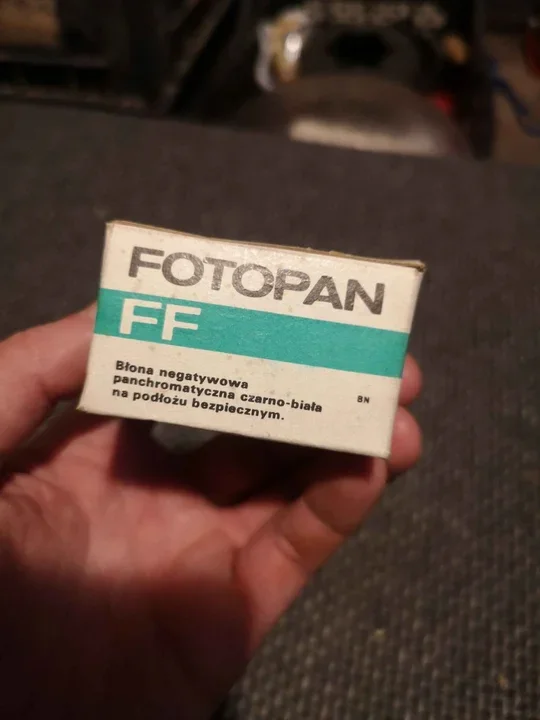 FOTOPAN
FF
Błona negatywowa
panchromatyczna czarno-biała
na podłożu bezpiecznym.
BN